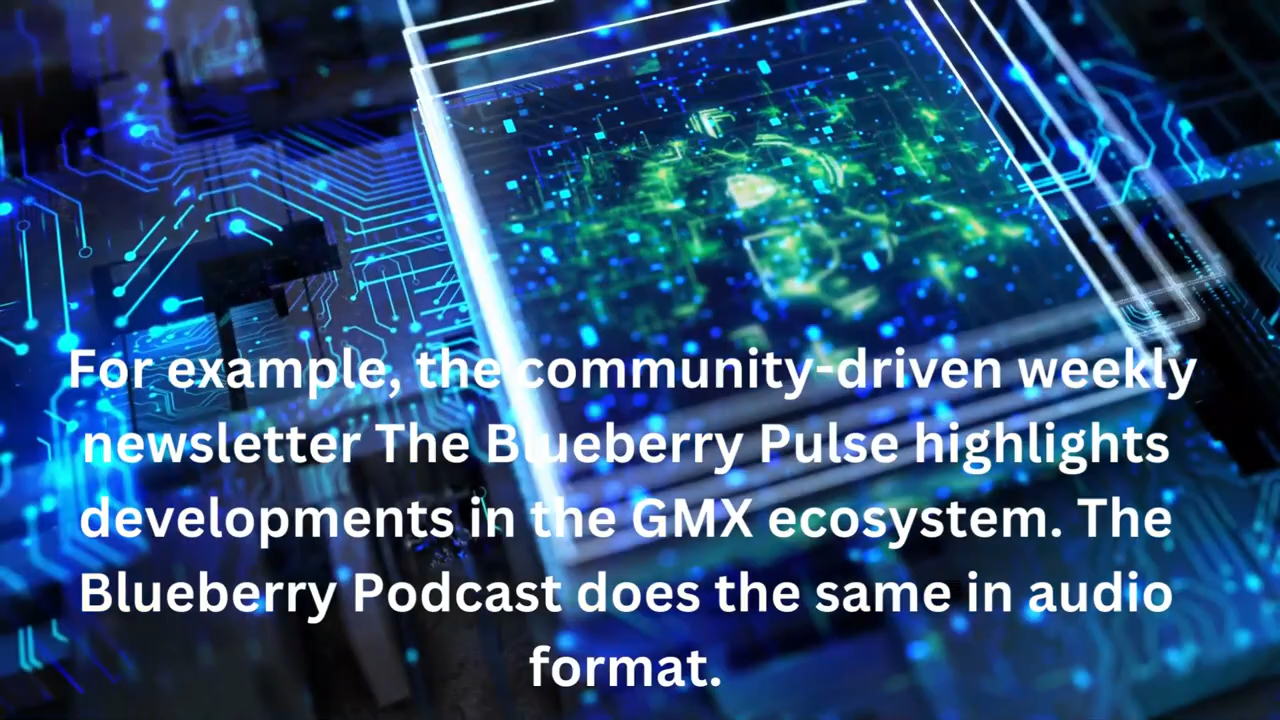 For example, the community-driven weekly
newsletter The Blueberry Pulse highlights
developments in the GMX ecosystem. The
Blueberry Podcast does the same in audio
format.